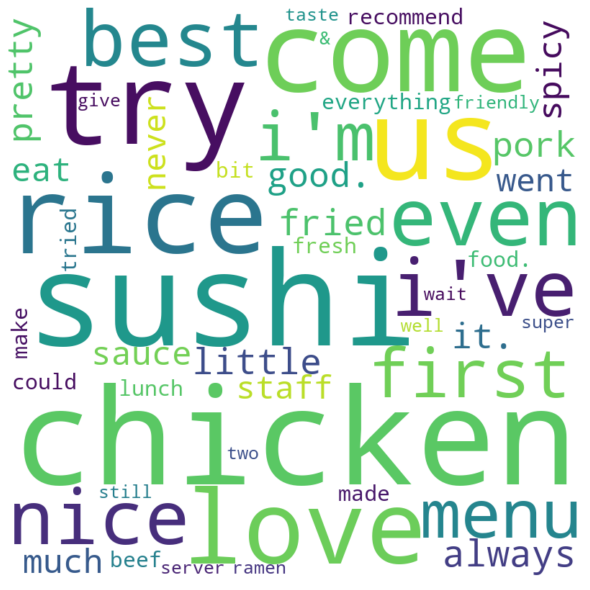 taste
recommend
&
pretty
best
come
spicy
try
give
everything
friendly
never
i'm
us
pork
eat
bit
good.
went
rice
fried
even
tried
fresh
food.
sushi
i've
wait
make
well
super
sauce
little
it.
first
could
lunch
staff
chicken
two
still
made
nice
love
menu
much
beef
server
ramen
always